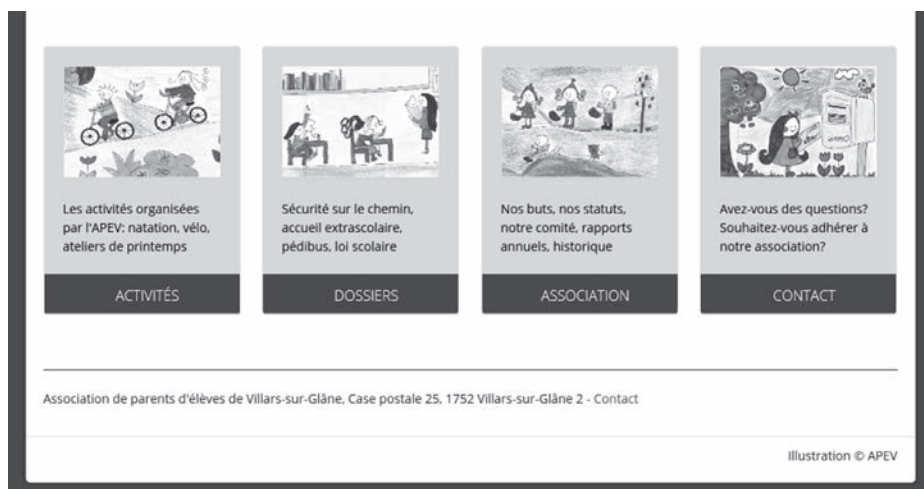 Les activités organisées
par l'APEV: natation, vélo,
ateliers de printemps
ACTIVITÉS
Sécurité sur le chemin,
accueil extrascolaire,
pédibus, loi scolaire
DOSSIERS
Nos buts, nos statuts,
notre comité, rapports
annuels, historique
ASSOCIATION
Avez-vous des questions?
Souhaitez-vous adhérer à
notre association?
CONTACT
Association de parents d'élèves de Villars-sur-Glâne, Case postale 25, 1752 Villars-sur-Glâne 2 - Contact
Illustration © APEV